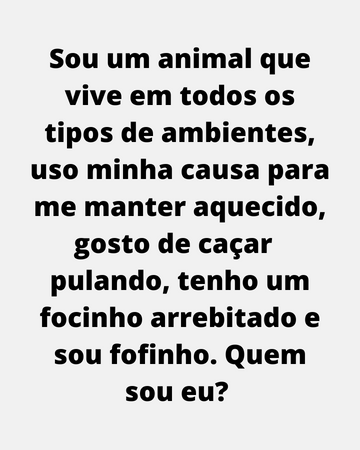 Sou um animal que
vive em todos os
tipos de ambientes,
uso minha causa para
me manter aquecido,
gosto de caçar
pulando, tenho um
focinho arrebitado e
sou fofinho. Quem
sou eu?